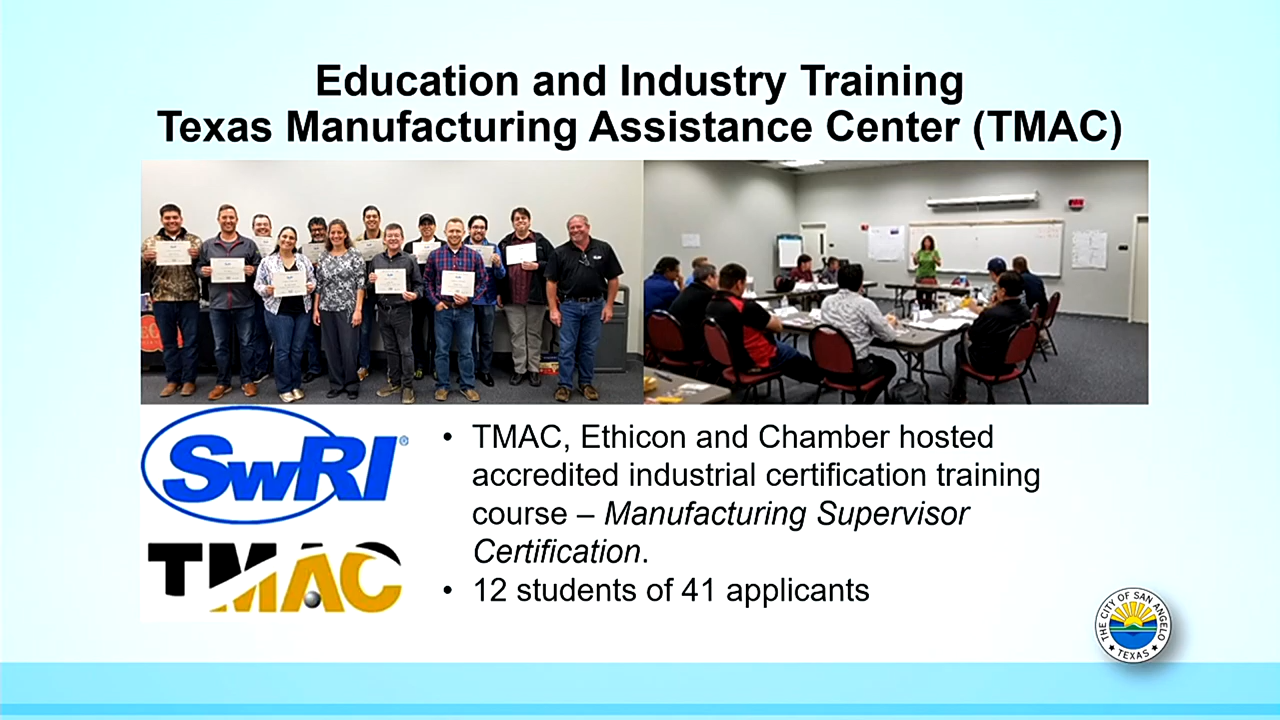 Education and Industry Training
Texas Manufacturing Assistance Center (TMAC)
SwRI®
TMAC
• TMAC, Ethicon and Chamber hosted
accredited industrial certification training
course – Manufacturing Supervisor
Certification.
• 12 students of 41 applicants
THE CITY OF SAN ANGELO
TEXAS